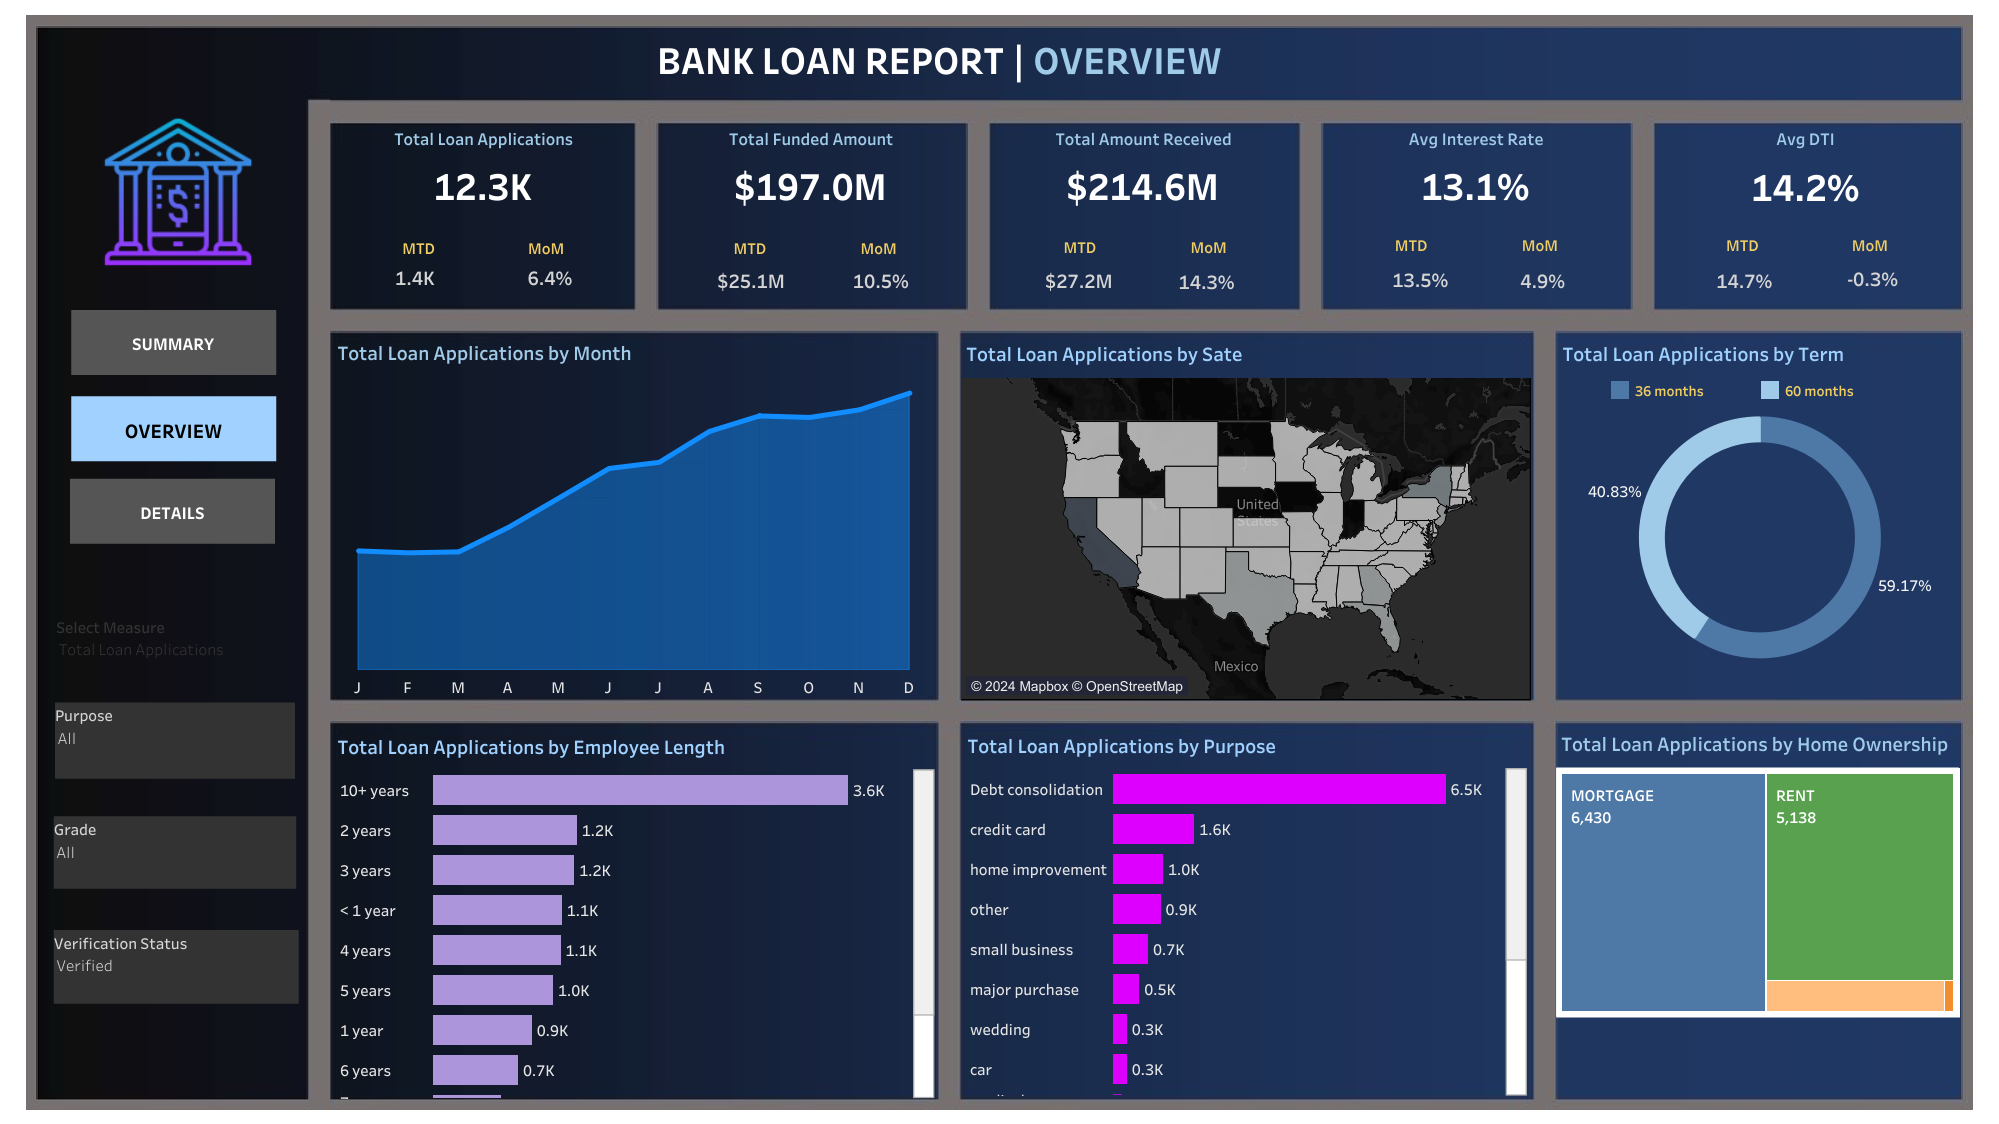 BANK LOAN REPORT | OVERVIEW
Total Loan Applications
12.3K
MTD MoM
1.4K 6.4%
Total Funded Amount
$197.0M
MTD MoM
$25.1M 10.5%
Total Amount Received
$214.6M
MTD MoM
$27.2M 14.3%
Avg Interest Rate
13.1%
MTD MoM
13.5% 4.9%
Avg DTI
14.2%
MTD MoM
14.7% -0.3%
SUMMARY
OVERVIEW
DETAILS
Select Measure
Total Loan Applications
Purpose
All
Grade
All
Verification Status
Verified
Total Loan Applications by Month
J F M A M J J A S O N D
Total Loan Applications by Sate
United
States
Mexico
© 2024 Mapbox © OpenStreetMap
Total Loan Applications by Term
36 months 60 months
40.83%
59.17%
Total Loan Applications by Employee Length
10+ years 3.6K
2 years 1.2K
3 years 1.2K
< 1 year 1.1K
4 years 1.1K
5 years 1.0K
1 year 0.9K
6 years 0.7K
Total Loan Applications by Purpose
Debt consolidation 6.5K
credit card 1.6K
home improvement 1.0K
other 0.9K
small business 0.7K
major purchase 0.5K
wedding 0.3K
car 0.3K
Total Loan Applications by Home Ownership
MORTGAGE
6,430
RENT
5,138